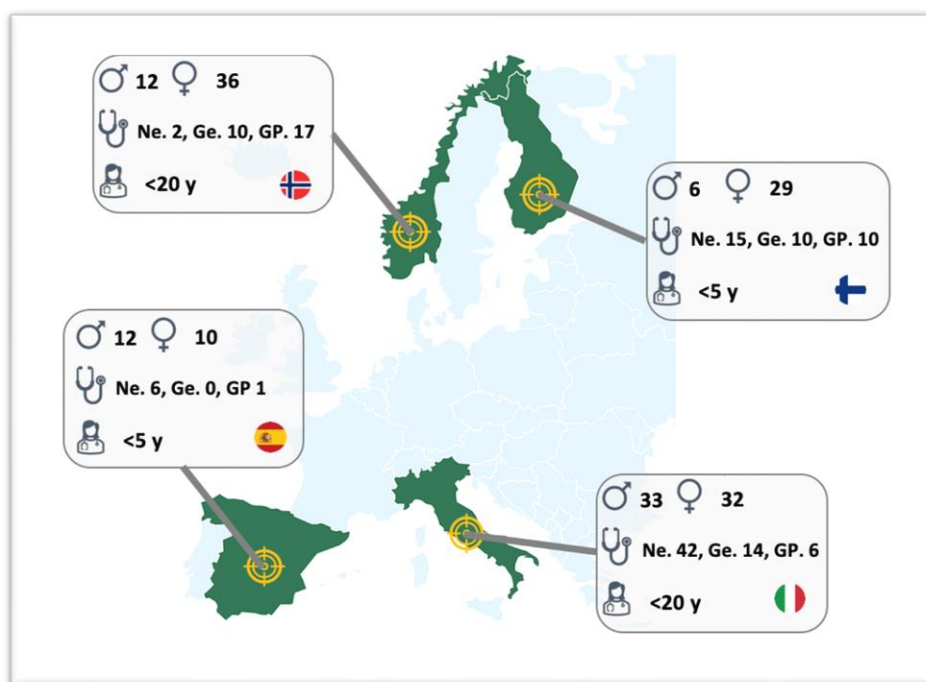 12 36
Ne. 2, Ge. 10, GP. 17
<20 y
6 29
Ne. 15, Ge. 10, GP. 10
<5 y
12 10
Ne. 6, Ge. 0, GP 1
<5 y
33 32
Ne. 42, Ge. 14, GP. 6
<20 y